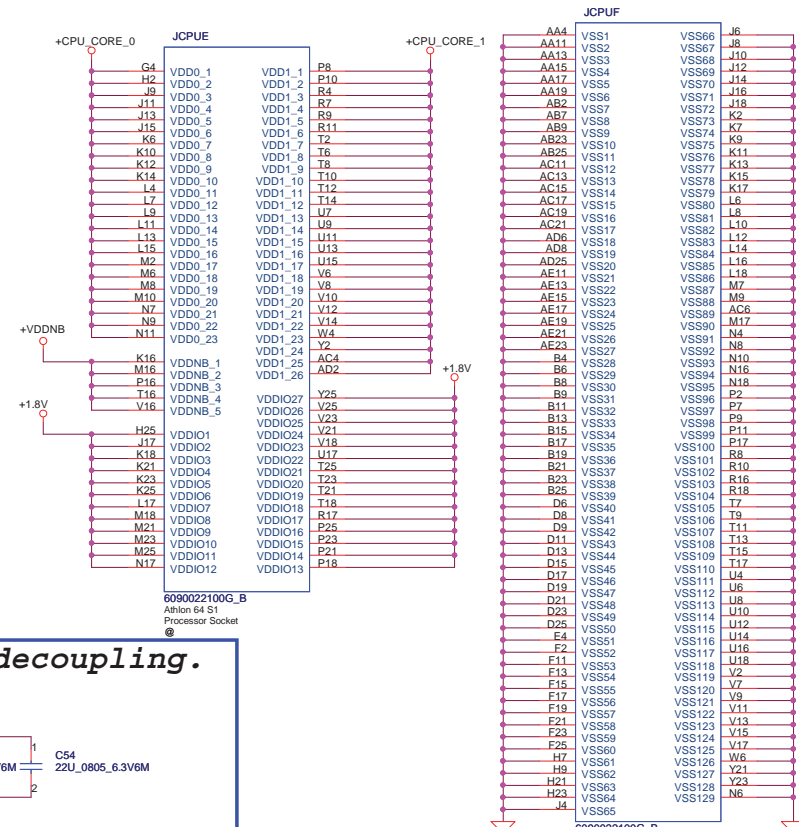 JCPUE
+CPU_CORE_0
+CPU_CORE_1
G4 VDD0_1 VDD1_1 P8
H2 VDD0_2 VDD1_2 P10
J9 VDD0_3 VDD1_3 R4
J11 VDD0_4 VDD1_4 R7
J13 VDD0_5 VDD1_5 R9
J15 VDD0_6 VDD1_6 R11
K6 VDD0_7 VDD1_7 T2
K10 VDD0_8 VDD1_8 T6
K12 VDD0_9 VDD1_9 T8
K14 VDD0_10 VDD1_10 T10
L4 VDD0_11 VDD1_11 T12
L7 VDD0_12 VDD1_12 T14
L9 VDD0_13 VDD1_13 U7
L11 VDD0_14 VDD1_14 U9
L13 VDD0_15 VDD1_15 U11
L15 VDD0_16 VDD1_16 U13
M2 VDD0_17 VDD1_17 U15
M6 VDD0_18 VDD1_18 V6
M8 VDD0_19 VDD1_19 V8
M10 VDD0_20 VDD1_20 V10
N7 VDD0_21 VDD1_21 V12
N9 VDD0_22 VDD1_22 V14
N11 VDD0_23 VDD1_23 W4
VDD1_24 Y2
+VDDNB
K16 VDDNB_1 VDD1_25 AC4
M16 VDDNB_2 VDD1_26 AD2
P16 VDDNB_3
T16 VDDNB_4
V16 VDDNB_5
+1.8V
+1.8V
VDDIO27 Y25
VDDIO26 V25
VDDIO25 V23
H25 VDDIO1 VDDIO24 V21
J17 VDDIO2 VDDIO23 V18
K18 VDDIO3 VDDIO22 U17
K21 VDDIO4 VDDIO21 T25
K23 VDDIO5 VDDIO20 T23
K25 VDDIO6 VDDIO19 T21
L17 VDDIO7 VDDIO18 T18
M18 VDDIO8 VDDIO17 R17
M21 VDDIO9 VDDIO16 P25
M23 VDDIO10 VDDIO15 P23
M25 VDDIO11 VDDIO14 P21
N17 VDDIO12 VDDIO13 P18
6090022100G_B
Athlon 64 S1
Processor Socket
@
decoupling.
6M
1
C54
22U_0805_6.3V6M
2
JCPUF
AA4 VSS1 VSS66 J6
AA11 VSS2 VSS67 J8
AA13 VSS3 VSS68 J10
AA15 VSS4 VSS69 J12
AA17 VSS5 VSS70 J14
AA19 VSS6 VSS71 J16
AB2 VSS7 VSS72 J18
AB7 VSS8 VSS73 K2
AB9 VSS9 VSS74 K7
AB23 VSS10 VSS75 K9
AB25 VSS11 VSS76 K11
AC11 VSS12 VSS77 K13
AC13 VSS13 VSS78 K15
AC15 VSS14 VSS79 K17
AC17 VSS15 VSS80 L6
AC19 VSS16 VSS81 L8
AC21 VSS17 VSS82 L10
AD6 VSS18 VSS83 L12
AD8 VSS19 VSS84 L14
AD25 VSS20 VSS85 L16
AE11 VSS21 VSS86 L18
AE13 VSS22 VSS87 M7
AE15 VSS23 VSS88 M9
AE17 VSS24 VSS89 AC6
AE19 VSS25 VSS90 M17
AE21 VSS26 VSS91 N4
AE23 VSS27 VSS92 N8
B4 VSS28 VSS93 N10
B6 VSS29 VSS94 N16
B8 VSS30 VSS95 N18
B9 VSS31 VSS96 P2
B11 VSS32 VSS97 P7
B13 VSS33 VSS98 P9
B15 VSS34 VSS99 P11
B17 VSS35 VSS100 P17
B19 VSS36 VSS101 R8
B21 VSS37 VSS102 R10
B23 VSS38 VSS103 R16
B25 VSS39 VSS104 R18
D6 VSS40 VSS105 T7
D8 VSS41 VSS106 T9
D9 VSS42 VSS107 T11
D11 VSS43 VSS108 T13
D13 VSS44 VSS109 T15
D15 VSS45 VSS110 T17
D17 VSS46 VSS111 U4
D19 VSS47 VSS112 U6
D21 VSS48 VSS113 U8
D23 VSS49 VSS114 U10
D25 VSS50 VSS115 U12
E4 VSS51 VSS116 U14
F2 VSS52 VSS117 U16
F11 VSS53 VSS118 U18
F13 VSS54 VSS119 V2
F15 VSS55 VSS120 V7
F17 VSS56 VSS121 V9
F19 VSS57 VSS122 V11
F21 VSS58 VSS123 V13
F23 VSS59 VSS124 V15
F25 VSS60 VSS125 V17
H7 VSS61 VSS126 W6
H9 VSS62 VSS127 Y21
H21 VSS63 VSS128 Y23
H23 VSS64 VSS129 N6
J4 VSS65
6090022100G_B